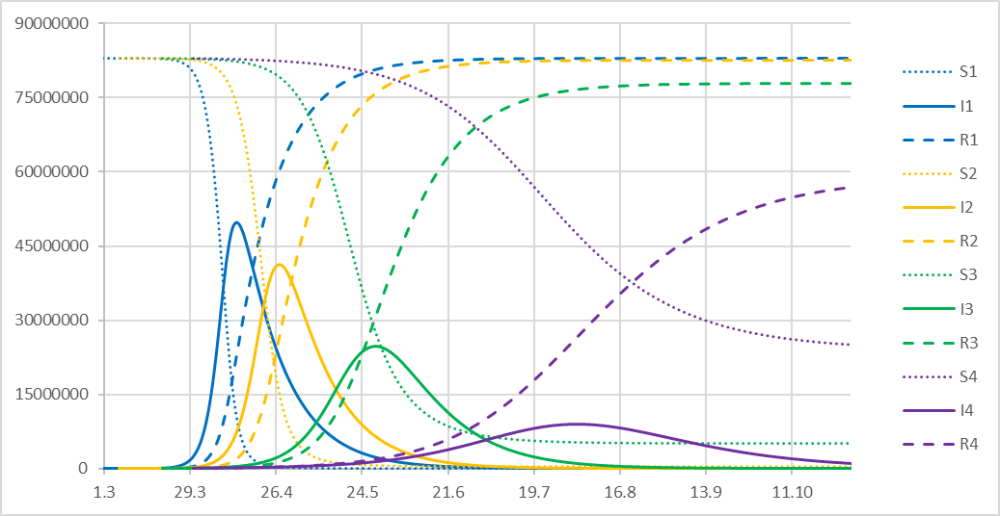 90000000
75000000
60000000
45000000
30000000
15000000
0
1.3 29.3 26.4 24.5 21.6 19.7 16.8 13.9 11.10
S1
I1
R1
S2
I2
R2
S3
I3
R3
S4
I4
R4